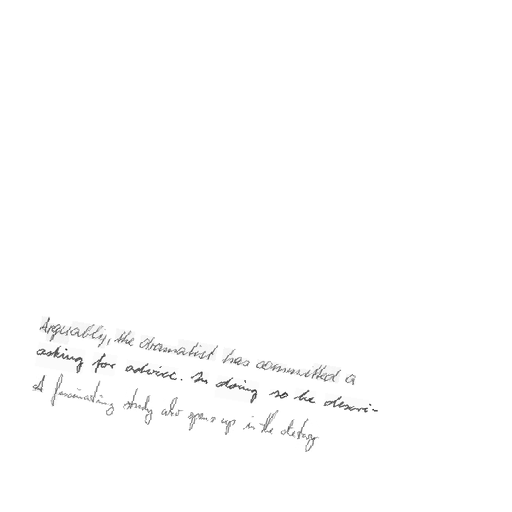 Arguably, the dramatist has committed a
asking for advice. In doing so he descri-
A fascinating study also opens up in the